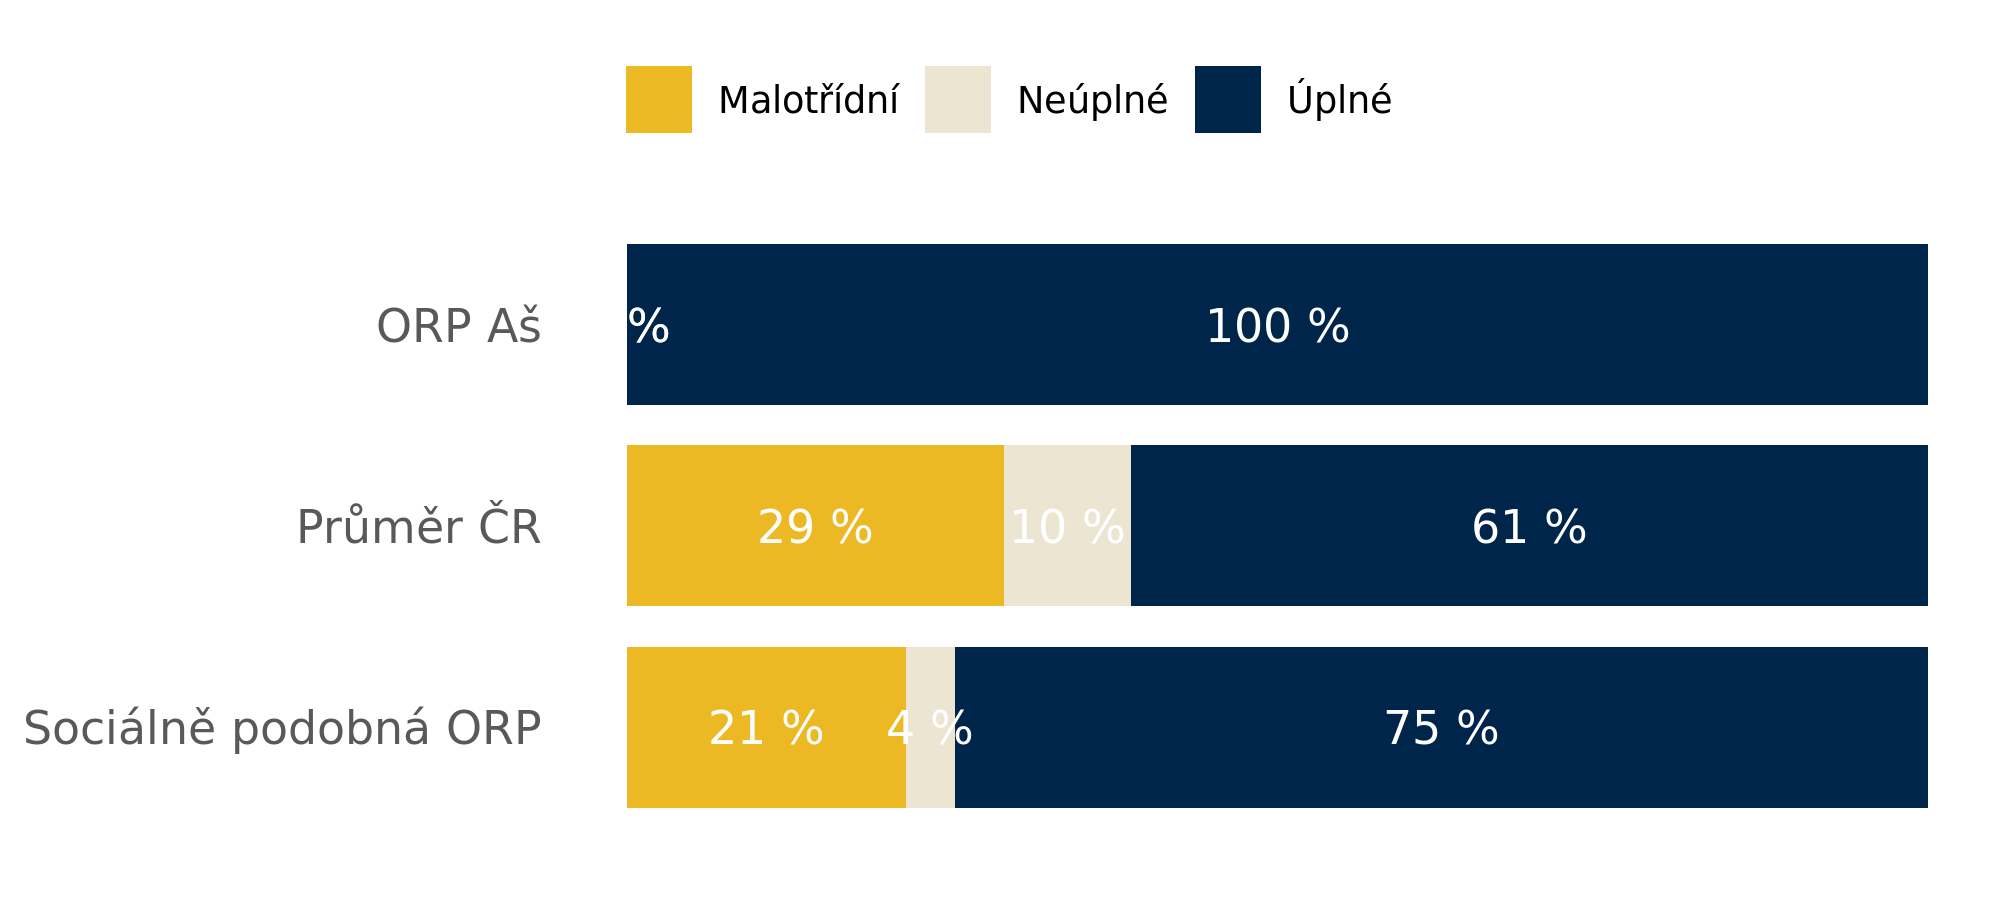 Malotřídní Neúplné Úplné
ORP Aš % 100 %
Průměr ČR 29 % 10 % 61 %
Sociálně podobná ORP 21 % 4 % 75 %